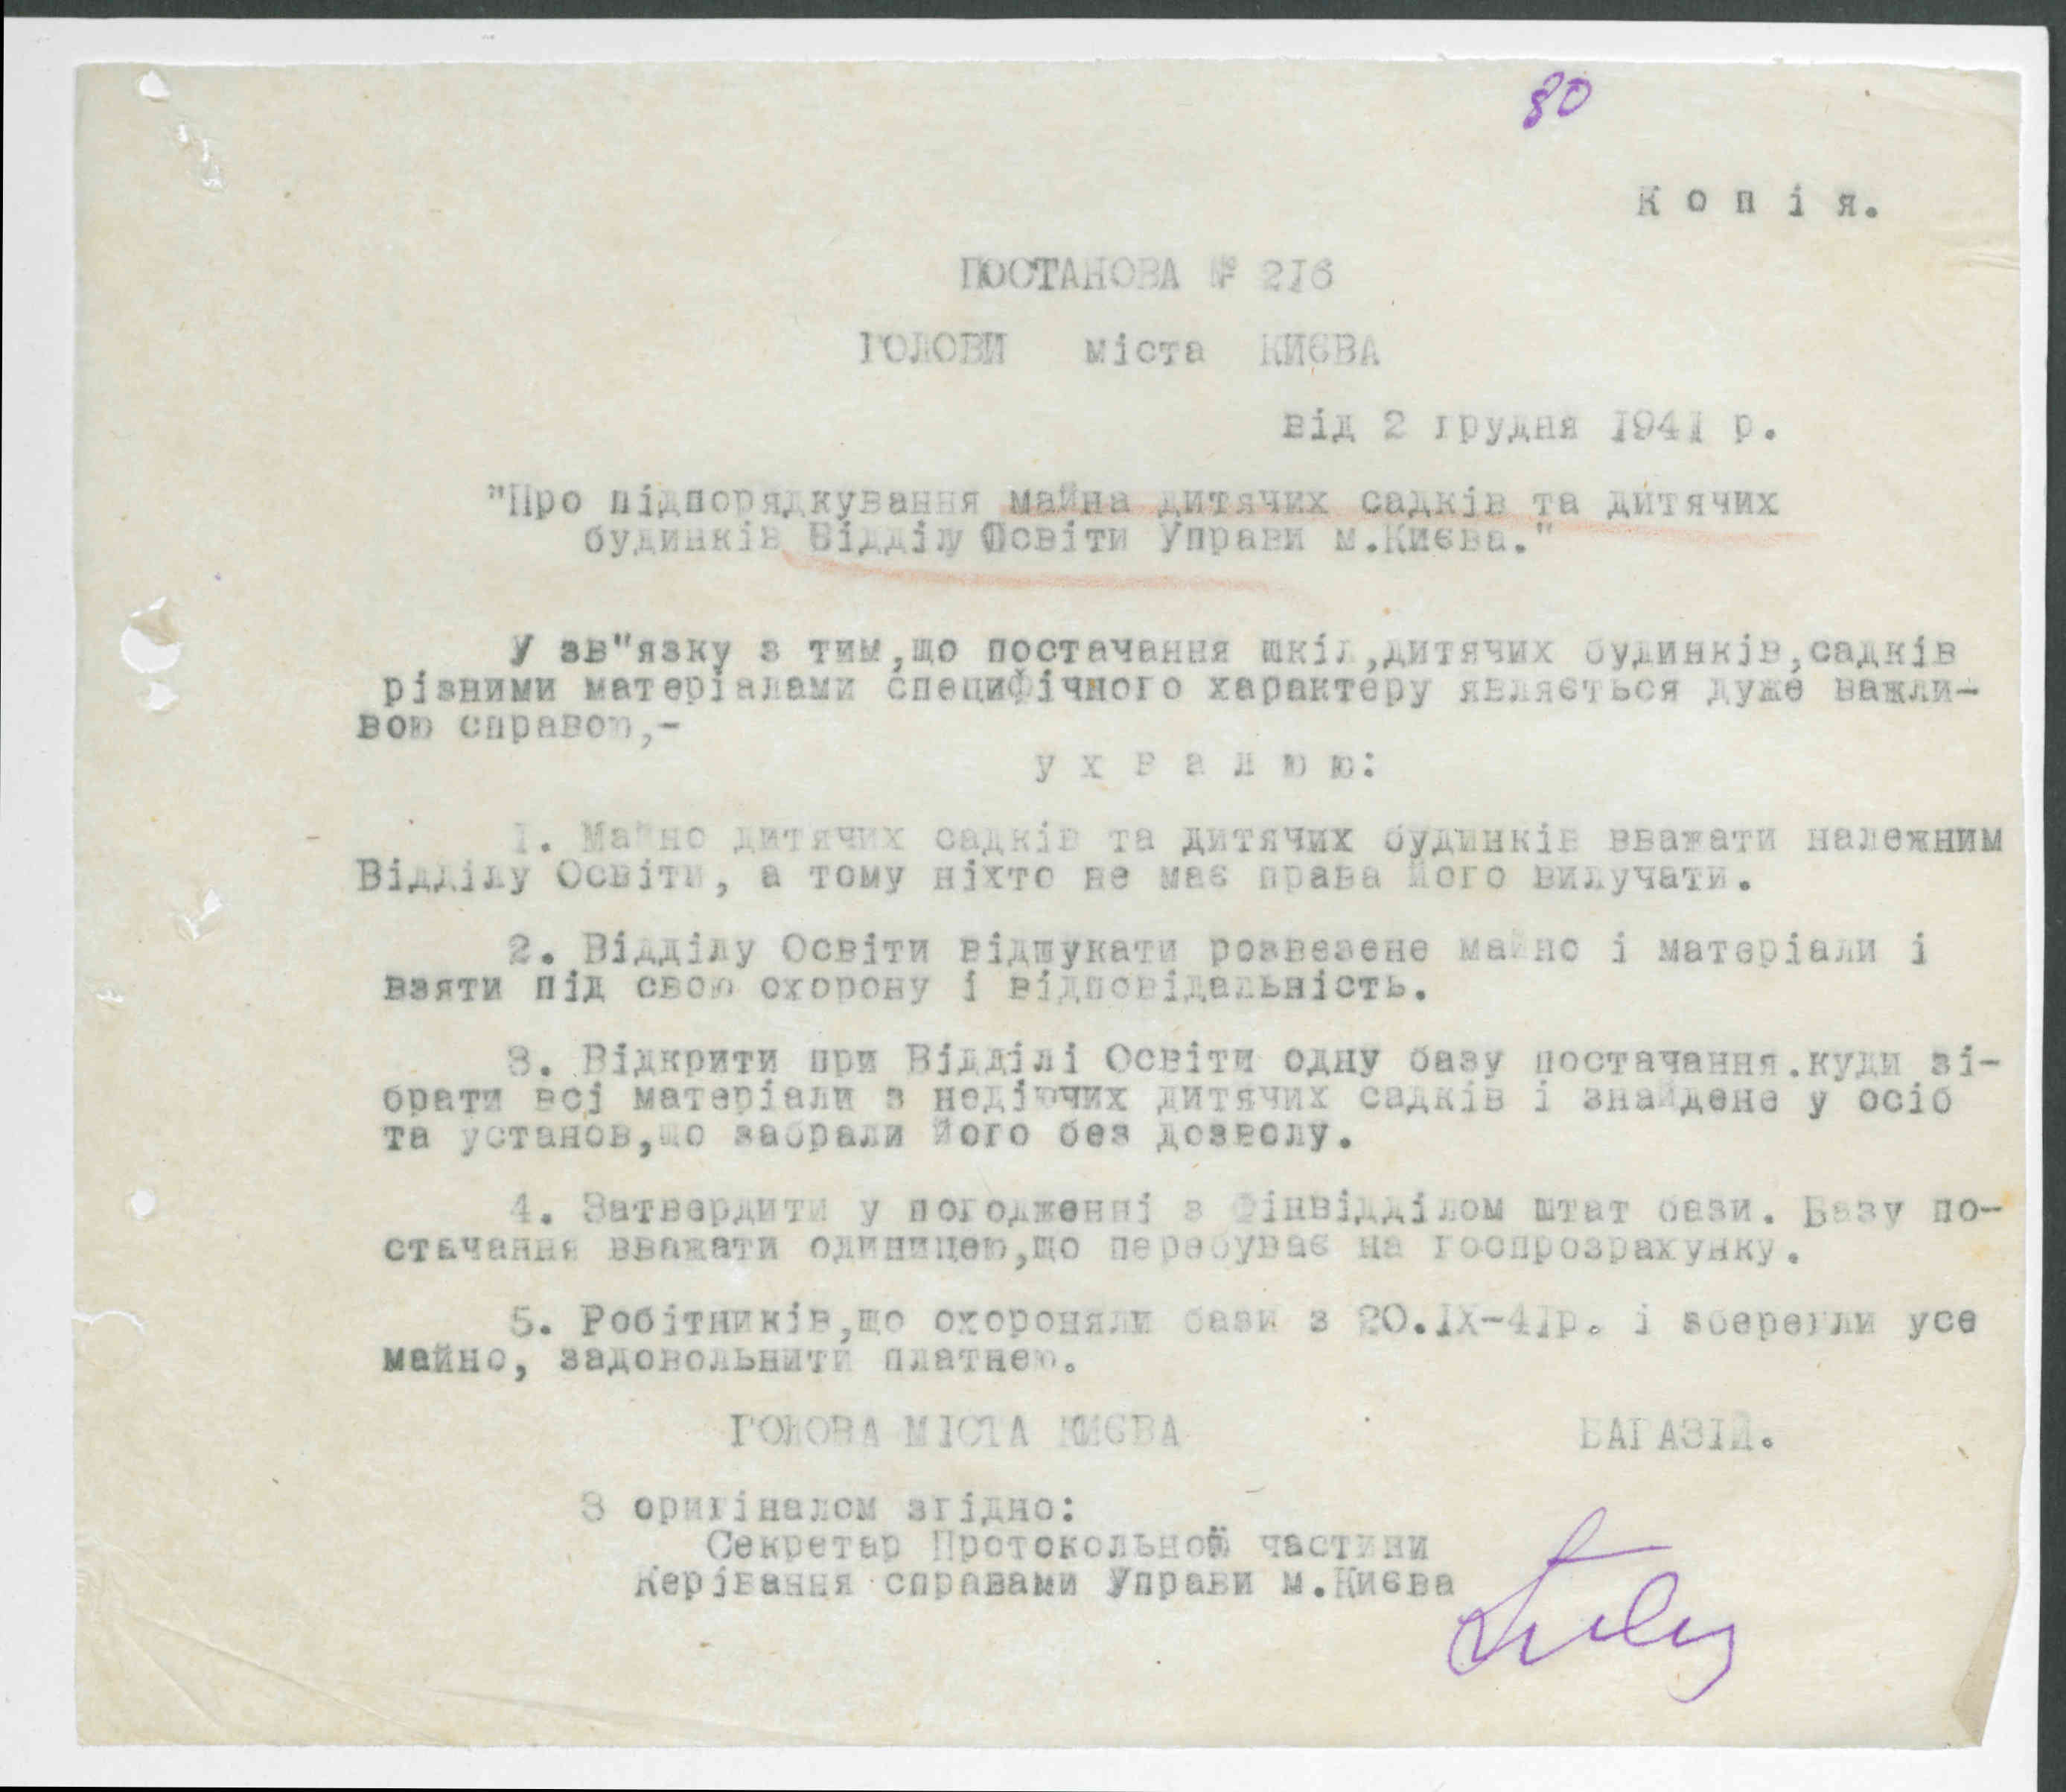 80
К о п і я.
ПОСТАНОВА № 216
ГОЛОВИ міста КИЄВА
від 2 грудня 1941 р.
"Про підпорядкування майна дитячих садків та дитячих
будинків Відділу Освіти Управи м.Києва."
У зв"язку з тим,що постачання шкіл,дитячих будинків,садків
різними матеріалами специфічного характеру являється дуже важли-
вою справою,-
у х в а л ю ю:
1. Майно дитячих садків та дитячих будинків вважати належним
Відділу Освіти, а тому ніхто не має права його вилучати.
2. Відділу Освіти відшукати розвезене майно і матеріали і
взяти під свою охорону і відповідальність.
3. Відкрити при Відділі Освіти одну базу постачання.куди зі-
брати всі матеріали з недіючих дитячих садків і знайдене у осіб
та установ,що забрали його без дозволу.
4. Затвердити у погодженні з Фінвідділом штат бази. Базу по-
стачання вважати одиницею,що перебуває на госпрозрахунку.
5. Робітників,що охороняли бази з 20.IX-41р. і зберегли усе
майно, задовольнити платнею.
ГОЛОВА МІСТА КИЄВА БАГАЗІЙ.
З оригіналом згідно:
Секретар Протокольної частини
Керівання справами Управи м.Києва